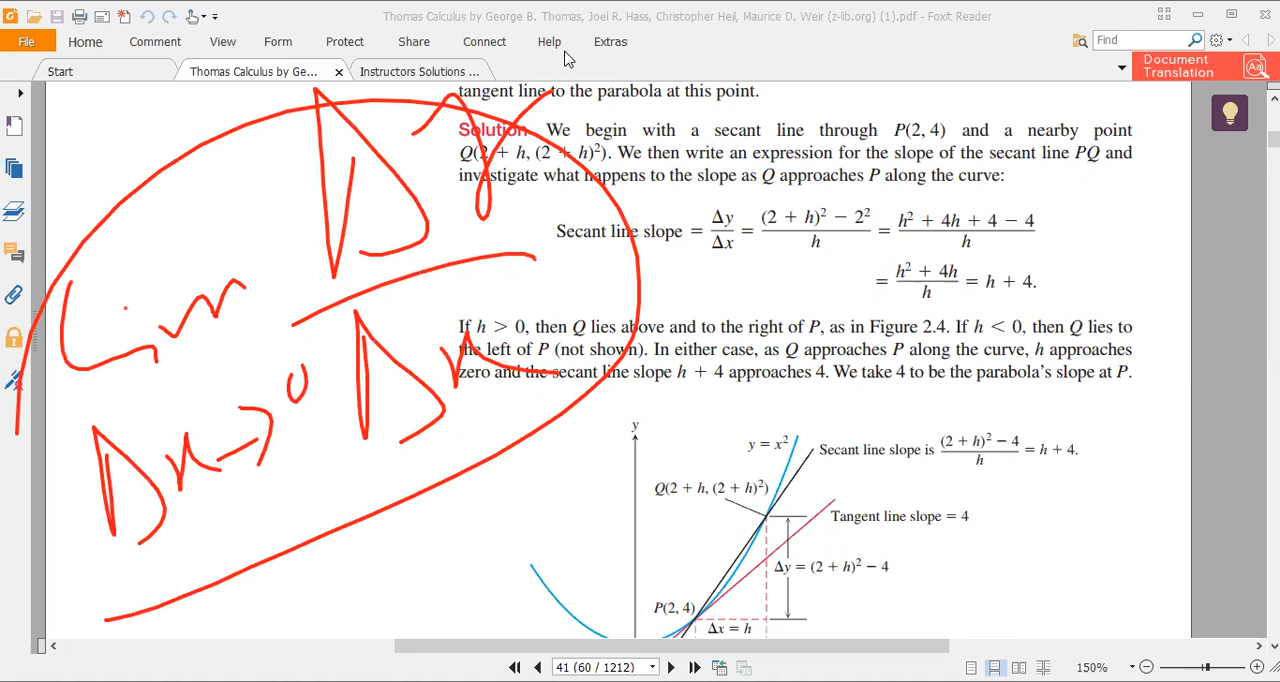 Thomas Calculus by George B. Thomas, Joel R. Hass, Christopher Heil, Maurice D. Weir (z-lib.org) (1).pdf - Foxit Reader
File Home Comment View Form Protect Share Connect Help Extras
Find
Start
Thomas Calculus by Ge...
Instructors Solutions ...
Document
Translation
tangent line to the parabola at this point.
Solution We begin with a secant line through P(2, 4) and a nearby point
Q(2 + h, (2 + h)²). We then write an expression for the slope of the secant line PQ and
investigate what happens to the slope as Q approaches P along the curve:
Secant line slope = Δy/Δx = ((2 + h)² − 2²)/h = (h² + 4h + 4 − 4)/h
= (h² + 4h)/h = h + 4.
If h > 0, then Q lies above and to the right of P, as in Figure 2.4. If h < 0, then Q lies to
the left of P (not shown). In either case, as Q approaches P along the curve, h approaches
zero and the secant line slope h + 4 approaches 4. We take 4 to be the parabola's slope at P.
Δy
Lim
Δx
Δx→0
y
y = x²
Secant line slope is ((2 + h)² − 4)/h = h + 4.
Q(2 + h, (2 + h)²)
Tangent line slope = 4
Δy = (2 + h)² − 4
P(2, 4)
Δx = h
41 (60 / 1212)
150%